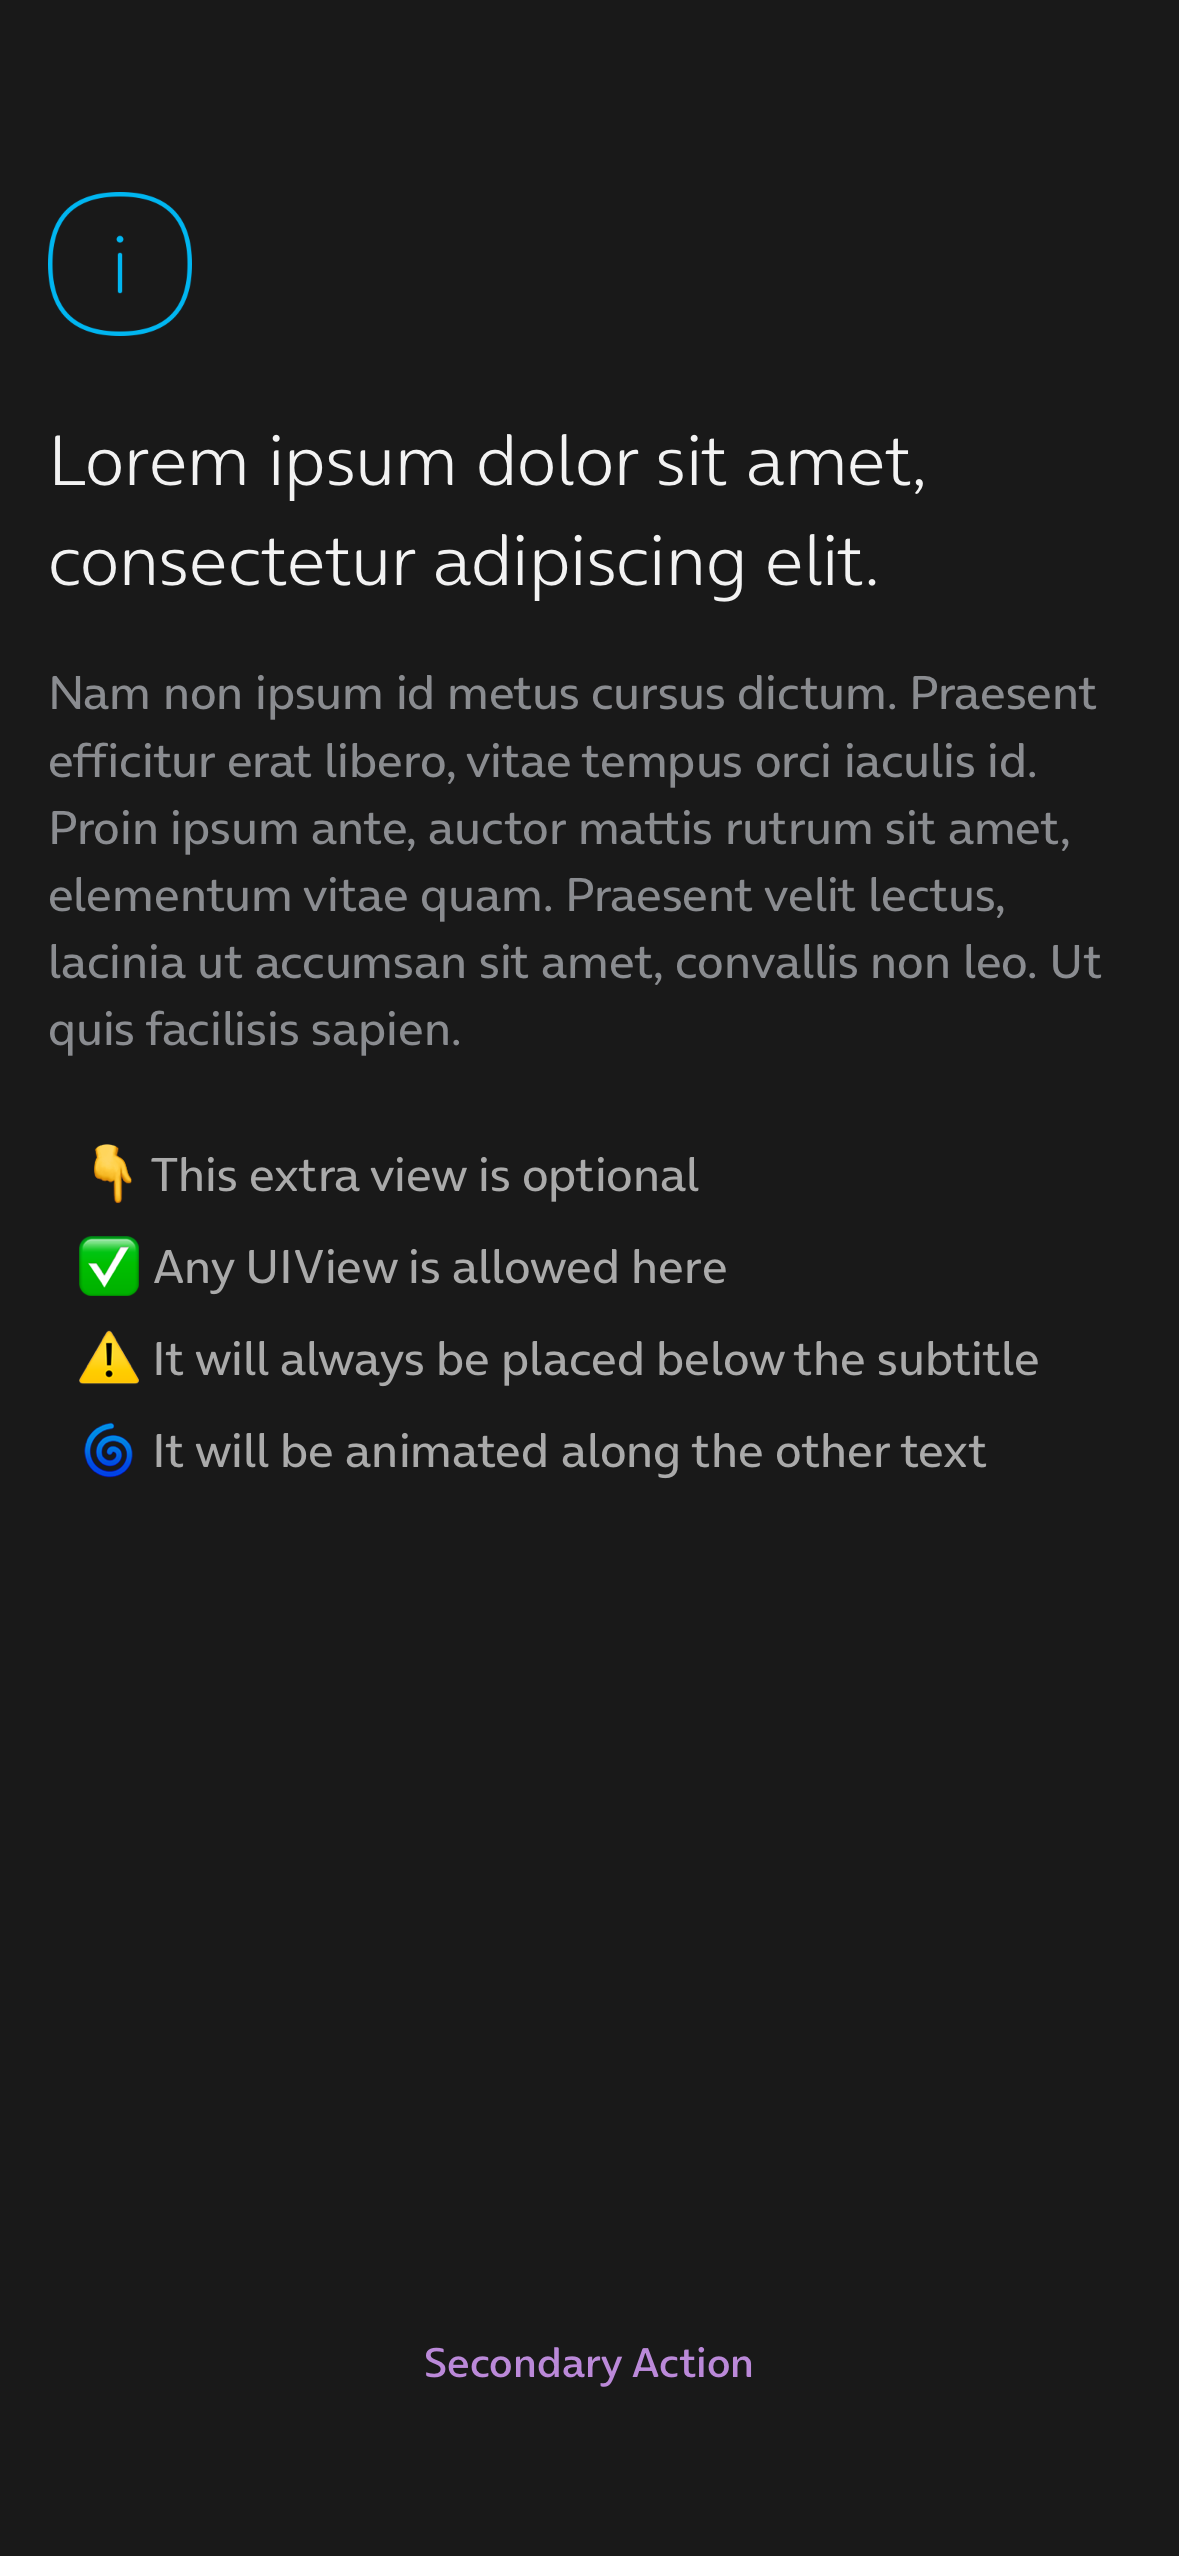 Lorem ipsum dolor sit amet,
consectetur adipiscing elit.
Nam non ipsum id metus cursus dictum. Praesent
efficitur erat libero, vitae tempus orci iaculis id.
Proin ipsum ante, auctor mattis rutrum sit amet,
elementum vitae quam. Praesent velit lectus,
lacinia ut accumsan sit amet, convallis non leo. Ut
quis facilisis sapien.
👇 This extra view is optional
✅ Any UIView is allowed here
⚠️ It will always be placed below the subtitle
🌀 It will be animated along the other text
Secondary Action